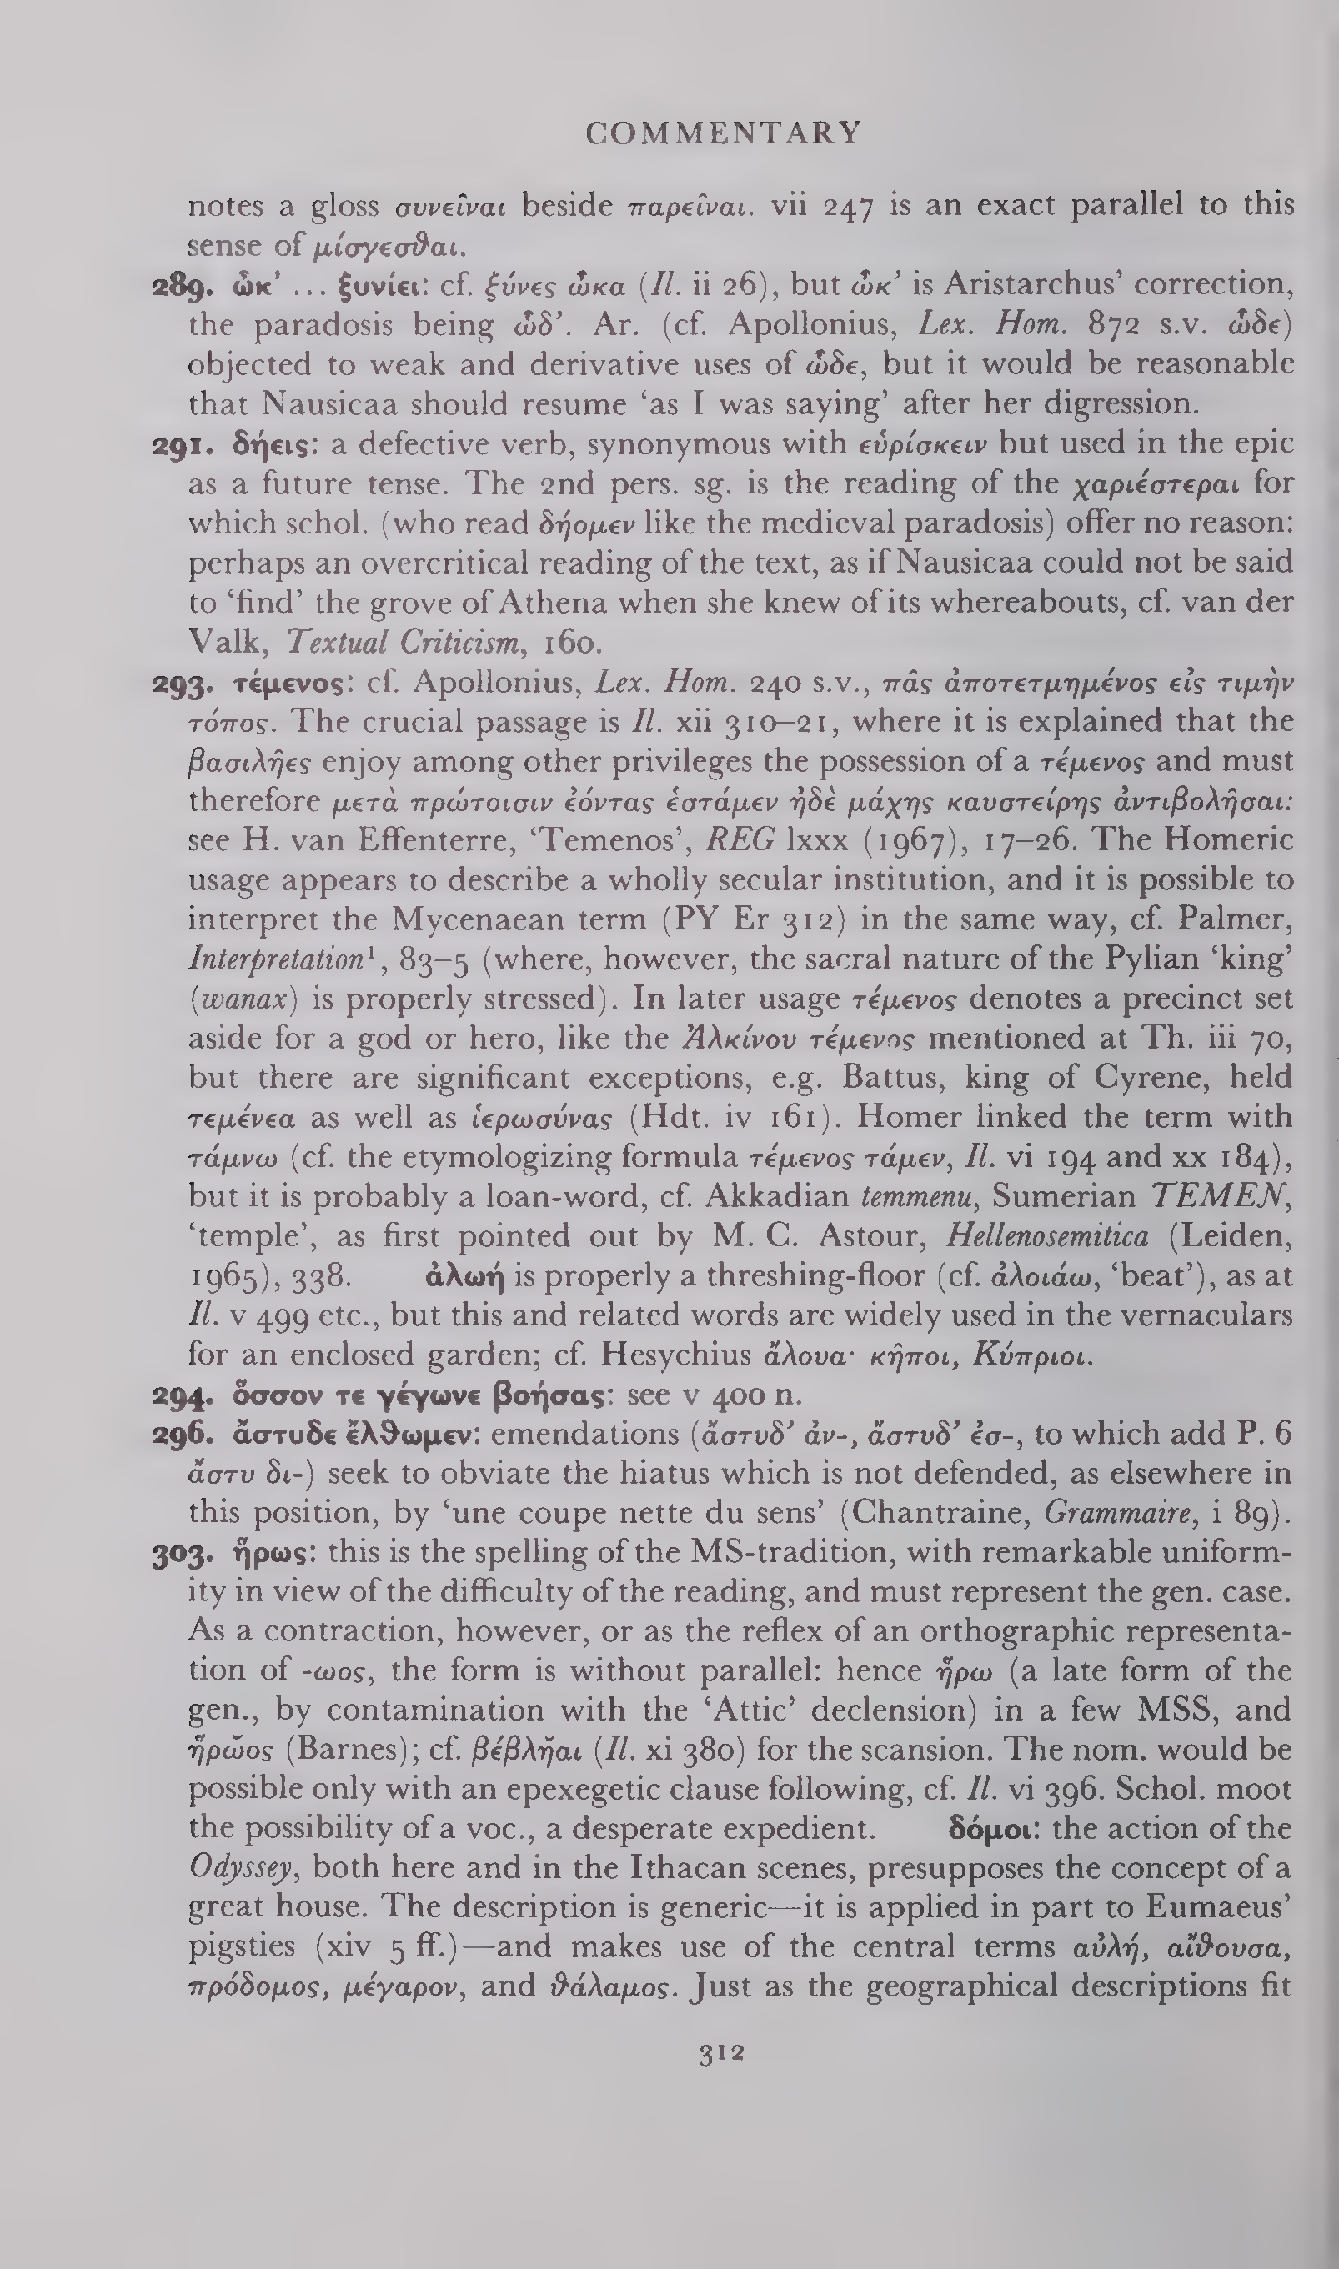 COMMENTARY
notes a gloss συνεῖναι beside παρεῖναι. vii 247 is an exact parallel to this
sense of μίσγεσϑαι.
289. ὦκ’ ... ξυνίει: cf. ξύνες ὦκα (Il. ii 26), but ὦκ’ is Aristarchus’ correction,
the paradosis being ὧδ’. Ar. (cf. Apollonius, Lex. Hom. 872 s.v. ὧδε)
objected to weak and derivative uses of ὧδε, but it would be reasonable
that Nausicaa should resume ‘as I was saying’ after her digression.
291. δήεις: a defective verb, synonymous with εὑρίσκειν but used in the epic
as a future tense. The 2nd pers. sg. is the reading of the χαριέστεραι for
which schol. (who read δήομεν like the medieval paradosis) offer no reason:
perhaps an overcritical reading of the text, as if Nausicaa could not be said
to ‘find’ the grove of Athena when she knew of its whereabouts, cf. van der
Valk, Textual Criticism, 160.
293. τέμενος: cf. Apollonius, Lex. Hom. 240 s.v., πᾶς ἀποτετμημένος εἰς τιμὴν
τόπος. The crucial passage is Il. xii 310–21, where it is explained that the
βασιλῆες enjoy among other privileges the possession of a τέμενος and must
therefore μετὰ πρώτοισιν ἐόντας ἑστάμεν ἠδὲ μάχης καυστείρης ἀντιβολῆσαι:
see H. van Effenterre, ‘Temenos’, REG lxxx (1967), 17–26. The Homeric
usage appears to describe a wholly secular institution, and it is possible to
interpret the Mycenaean term (PY Er 312) in the same way, cf. Palmer,
Interpretation¹, 83–5 (where, however, the sacral nature of the Pylian ‘king’
(wanax) is properly stressed). In later usage τέμενος denotes a precinct set
aside for a god or hero, like the Ἀλκίνου τέμενος mentioned at Th. iii 70,
but there are significant exceptions, e.g. Battus, king of Cyrene, held
τεμένεα as well as ἱερωσύνας (Hdt. iv 161). Homer linked the term with
τάμνω (cf. the etymologizing formula τέμενος τάμεν, Il. vi 194 and xx 184),
but it is probably a loan-word, cf. Akkadian temmenu, Sumerian TEMEN,
‘temple’, as first pointed out by M. C. Astour, Hellenosemitica (Leiden,
1965), 338. ἀλωή is properly a threshing-floor (cf. ἀλοιάω, ‘beat’), as at
Il. v 499 etc., but this and related words are widely used in the vernaculars
for an enclosed garden; cf. Hesychius ἄλουα· κῆποι, Κύπριοι.
294. ὅσσον τε γέγωνε βοήσας: see v 400 n.
296. ἄστυδε ἔλϑωμεν: emendations (ἄστυδ’ ἀν-, ἄστυδ’ ἐσ-, to which add P. 6
ἄστυ δι-) seek to obviate the hiatus which is not defended, as elsewhere in
this position, by ‘une coupe nette du sens’ (Chantraine, Grammaire, i 89).
303. ἥρως: this is the spelling of the MS-tradition, with remarkable uniform-
ity in view of the difficulty of the reading, and must represent the gen. case.
As a contraction, however, or as the reflex of an orthographic representa-
tion of -ωος, the form is without parallel: hence ἥρω (a late form of the
gen., by contamination with the ‘Attic’ declension) in a few MSS, and
ἥρωος (Barnes); cf. βέβληαι (Il. xi 380) for the scansion. The nom. would be
possible only with an epexegetic clause following, cf. Il. vi 396. Schol. moot
the possibility of a voc., a desperate expedient. δόμοι: the action of the
Odyssey, both here and in the Ithacan scenes, presupposes the concept of a
great house. The description is generic—it is applied in part to Eumaeus’
pigsties (xiv 5 ff.)—and makes use of the central terms αὐλή, αἴϑουσα,
πρόδομος, μέγαρον, and ϑάλαμος. Just as the geographical descriptions fit
312